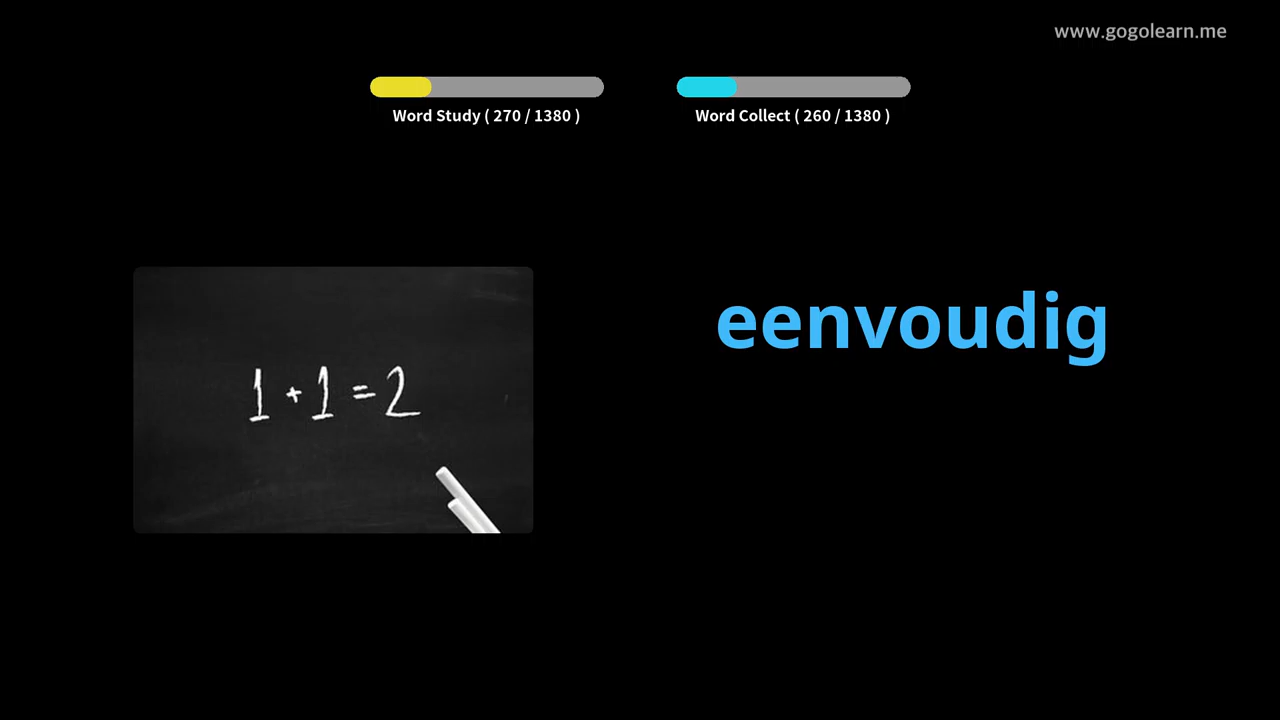 www.gogolearn.me
Word Study ( 270 / 1380 )
Word Collect ( 260 / 1380 )
eenvoudig
1 + 1 = 2